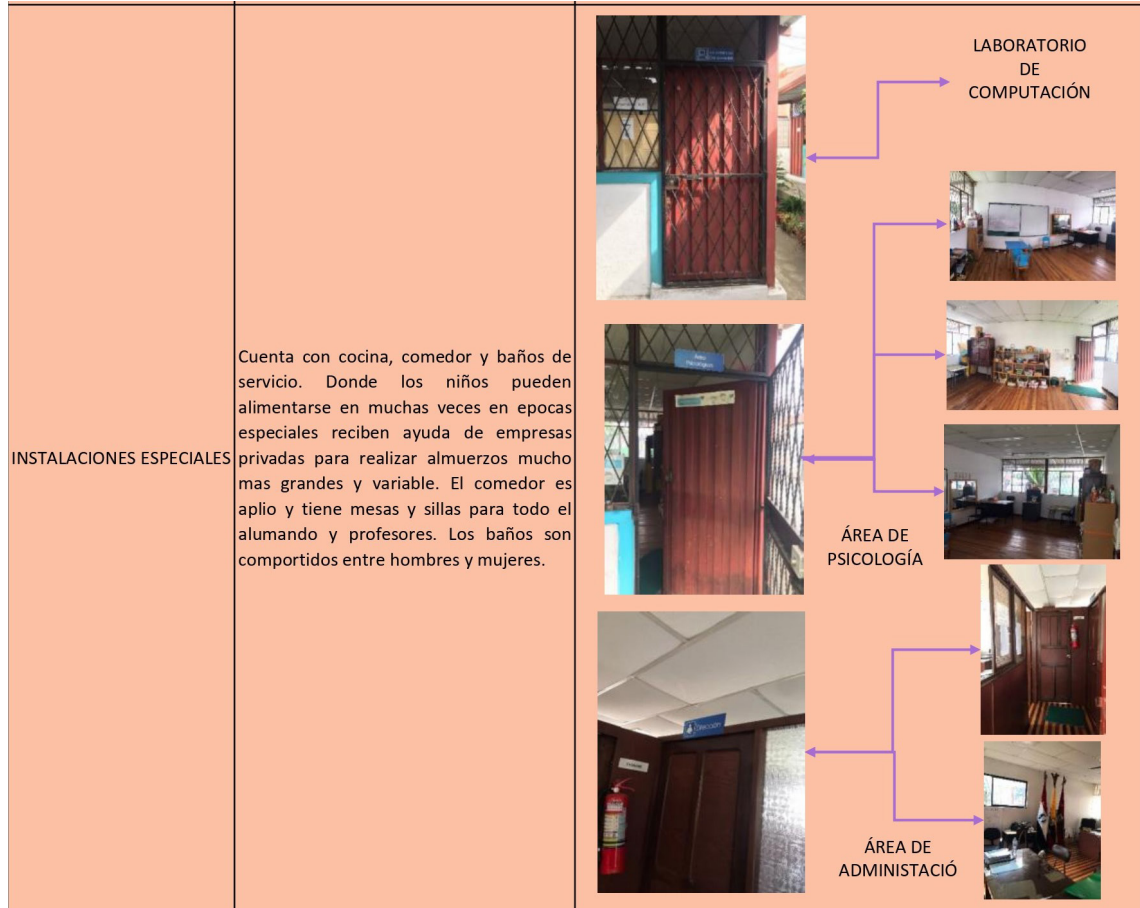 INSTALACIONES ESPECIALES
Cuenta con cocina, comedor y baños de
servicio. Donde los niños pueden
alimentarse en muchas veces en epocas
especiales reciben ayuda de empresas
privadas para realizar almuerzos mucho
mas grandes y variable. El comedor es
aplio y tiene mesas y sillas para todo el
alumando y profesores. Los baños son
compartidos entre hombres y mujeres.
LABORATORIO
DE
COMPUTACIÓN
ÁREA DE
PSICOLOGÍA
Dirección
ÁREA DE
ADMINISTACIÓ